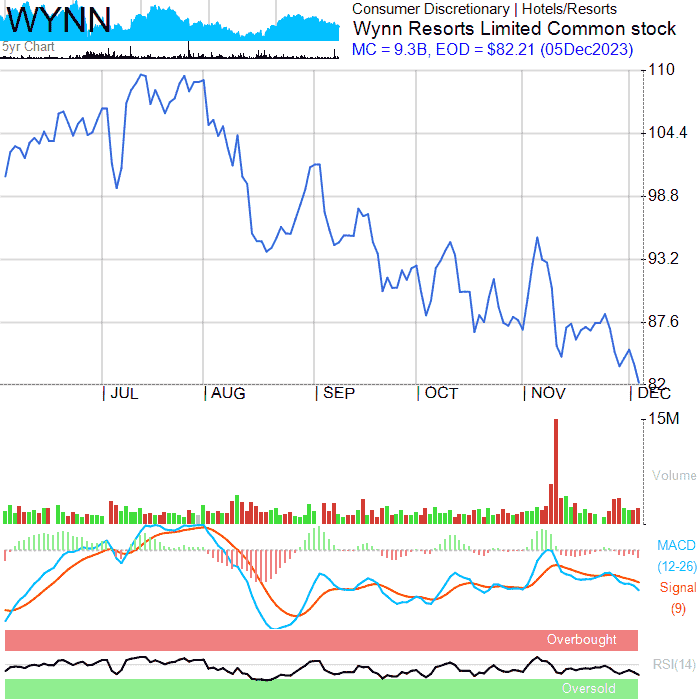 WYNN
5yr Chart
Consumer Discretionary | Hotels/Resorts
Wynn Resorts Limited Common stock
MC = 9.3B, EOD = $82.21 (05Dec2023)
110
104.4
98.8
93.2
87.6
82
JUL
AUG
SEP
OCT
NOV
DEC
15M
Volume
MACD
(12-26)
Signal
(9)
Overbought
RSI(14)
Oversold